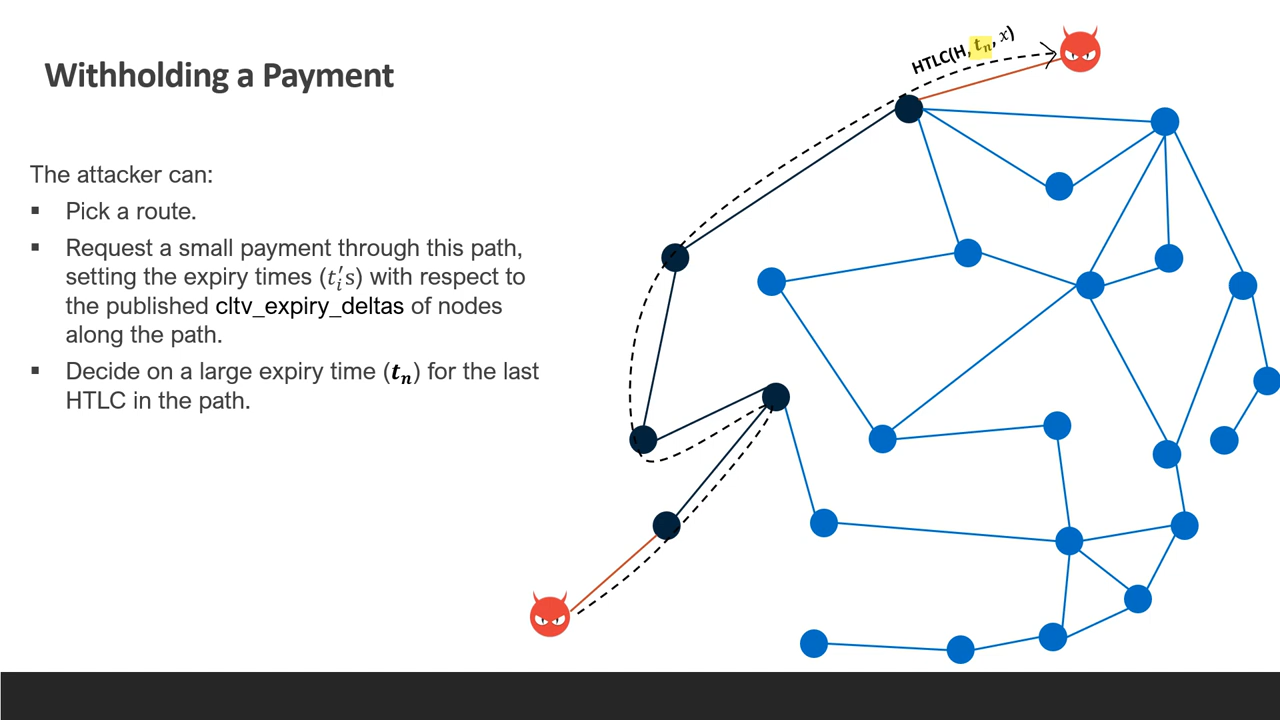 Withholding a Payment
HTLC(H, tₙ, x)
The attacker can:
▪ Pick a route.
▪ Request a small payment through this path,
setting the expiry times (tᵢ′s) with respect to
the published cltv_expiry_deltas of nodes
along the path.
▪ Decide on a large expiry time (tₙ) for the last
HTLC in the path.